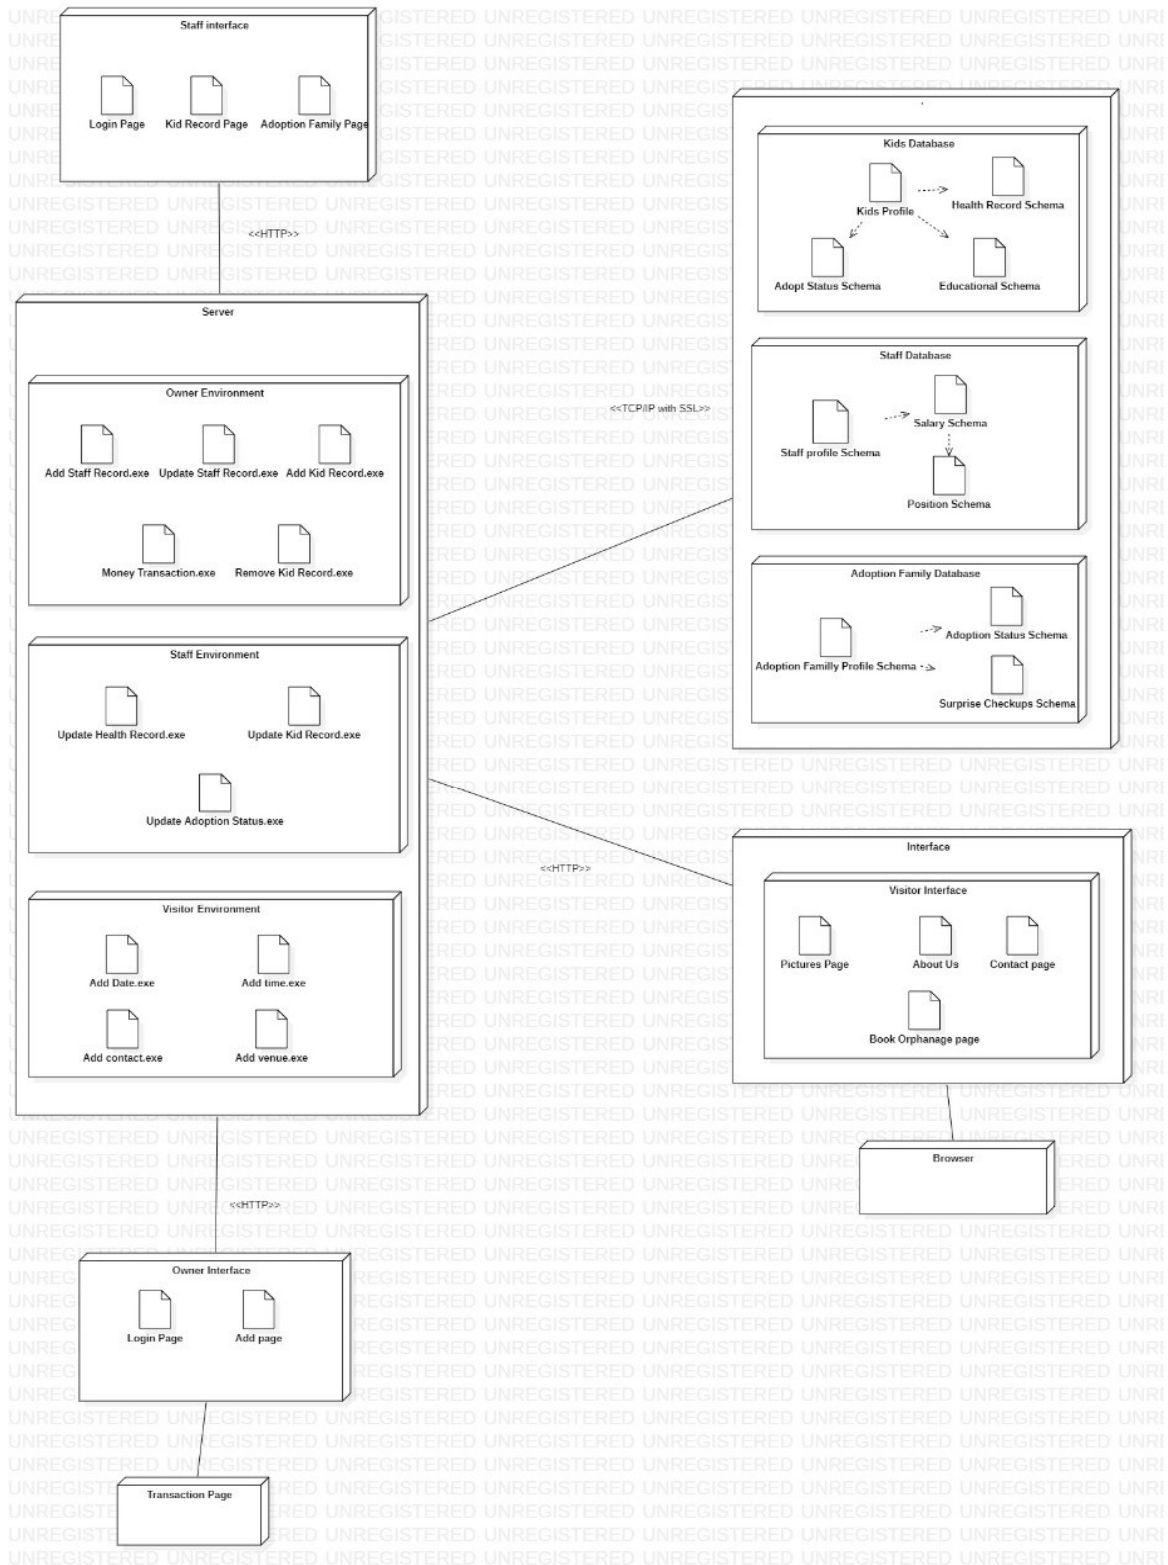 Staff interface
Login Page
Kid Record Page
Adoption Family Page
<<HTTP>>
Server
Owner Environment
Add Staff Record.exe
Update Staff Record.exe
Add Kid Record.exe
Money Transaction.exe
Remove Kid Record.exe
Staff Environment
Update Health Record.exe
Update Kid Record.exe
Update Adoption Status.exe
Visitor Environment
Add Date.exe
Add time.exe
Add contact.exe
Add venue.exe
<<HTTP>>
Owner Interface
Login Page
Add page
Transaction Page
<<TCP/IP with SSL>>
Kids Database
Kids Profile
Health Record Schema
Adopt Status Schema
Educational Schema
Staff Database
Staff profile Schema
Salary Schema
Position Schema
Adoption Family Database
Adoption Familly Profile Schema
Adoption Status Schema
Surprise Checkups Schema
<<HTTP>>
Interface
Visitor Interface
Pictures Page
About Us
Contact page
Book Orphanage page
Browser
UNREGISTERED